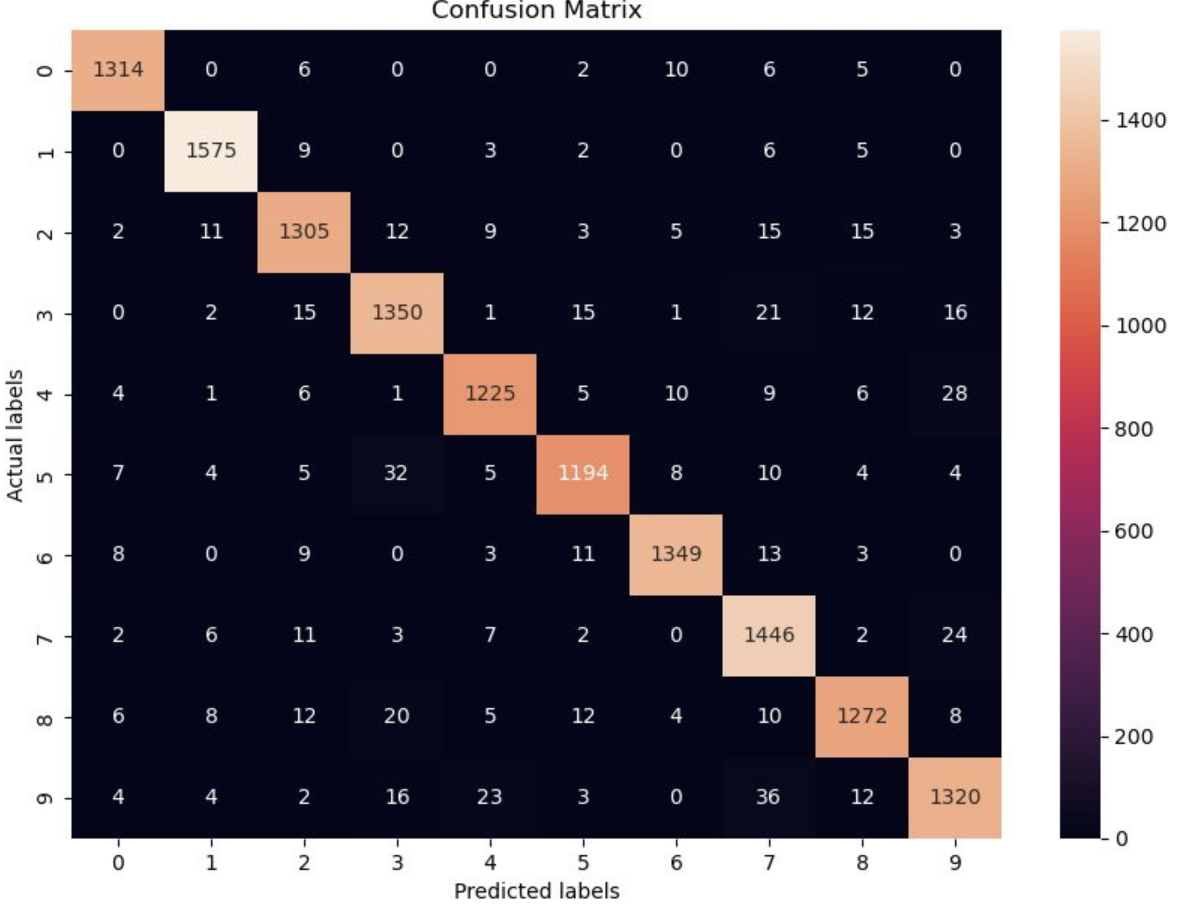 Confusion Matrix
0 1314 0 6 0 0 2 10 6 5 0
1 0 1575 9 0 3 2 0 6 5 0
2 2 11 1305 12 9 3 5 15 15 3
3 0 2 15 1350 1 15 1 21 12 16
4 4 1 6 1 1225 5 10 9 6 28
5 7 4 5 32 5 1194 8 10 4 4
6 8 0 9 0 3 11 1349 13 3 0
7 2 6 11 3 7 2 0 1446 2 24
8 6 8 12 20 5 12 4 10 1272 8
9 4 4 2 16 23 3 0 36 12 1320
0 1 2 3 4 5 6 7 8 9
Predicted labels
Actual labels
1400
1200
1000
800
600
400
200
0